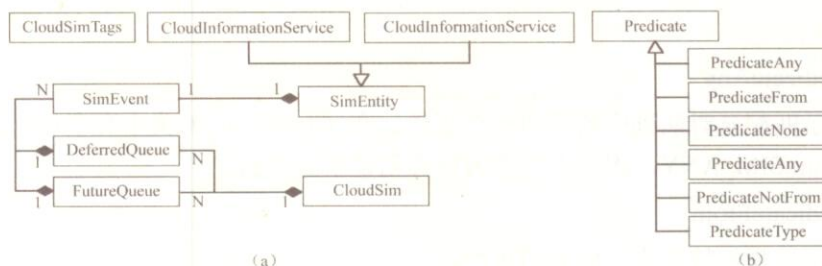 CloudSimTags
CloudInformationService
CloudInformationService
Predicate
PredicateAny
PredicateFrom
PredicateNone
PredicateAny
PredicateNotFrom
PredicateType
N
SimEvent
1
1
SimEntity
1
DeferredQueue
N
1
FutureQueue
N
1
CloudSim
(a)
(b)